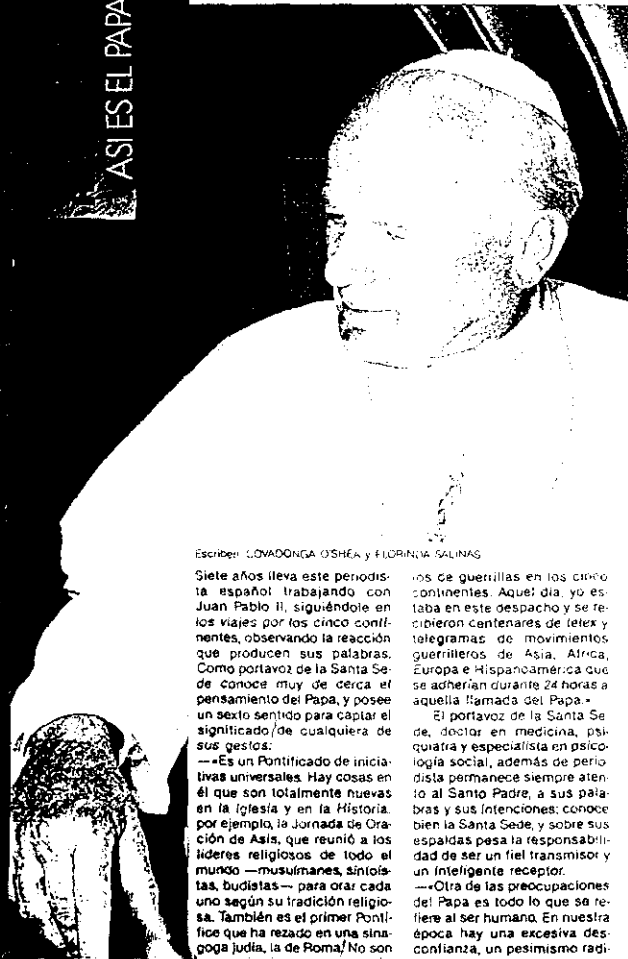 ASI ES EL PAPA
Escriben COVADONGA O'SHEA y FLORINDA SALINAS
Siete años lleva este periodis-
ta español trabajando con
Juan Pablo II, siguiéndole en
los viajes por los cinco conti-
nentes, observando la reacción
que producen sus palabras.
Como portavoz de la Santa Se-
de conoce muy de cerca el
pensamiento del Papa, y posee
un sexto sentido para captar el
significado/de cualquiera de
sus gestos:
—«Es un Pontificado de inicia-
tivas universales. Hay cosas en
él que son totalmente nuevas
en la Iglesia y en la Historia.
por ejemplo, la Jornada de Ora-
ción de Asís, que reunió a los
líderes religiosos de todo el
mundo —musulmanes, sintoís-
tas, budistas— para orar cada
uno según su tradición religio-
sa. También es el primer Pontí-
fice que ha rezado en una sina-
goga judía, la de Roma/No son
ios de guerrillas en los cinco
continentes. Aquel día, yo es-
taba en este despacho y se re-
cibieron centenares de telex y
telegramas de movimientos
guerrilleros de Asia, Africa,
Europa e Hispanoamérica que
se adherían durante 24 horas a
aquella llamada del Papa.»
El portavoz de la Santa Se-
de, doctor en medicina, psi-
quiatra y especialista en psico-
logía social, además de perio-
dista permanece siempre aten-
to al Santo Padre, a sus pala-
bras y sus intenciones; conoce
bien la Santa Sede, y sobre sus
espaldas pesa la responsabili-
dad de ser un fiel transmisor y
un inteligente receptor.
—«Otra de las preocupaciones
del Papa es todo lo que se re-
fiere al ser humano. En nuestra
época hay una excesiva des-
confianza, un pesimismo radi-